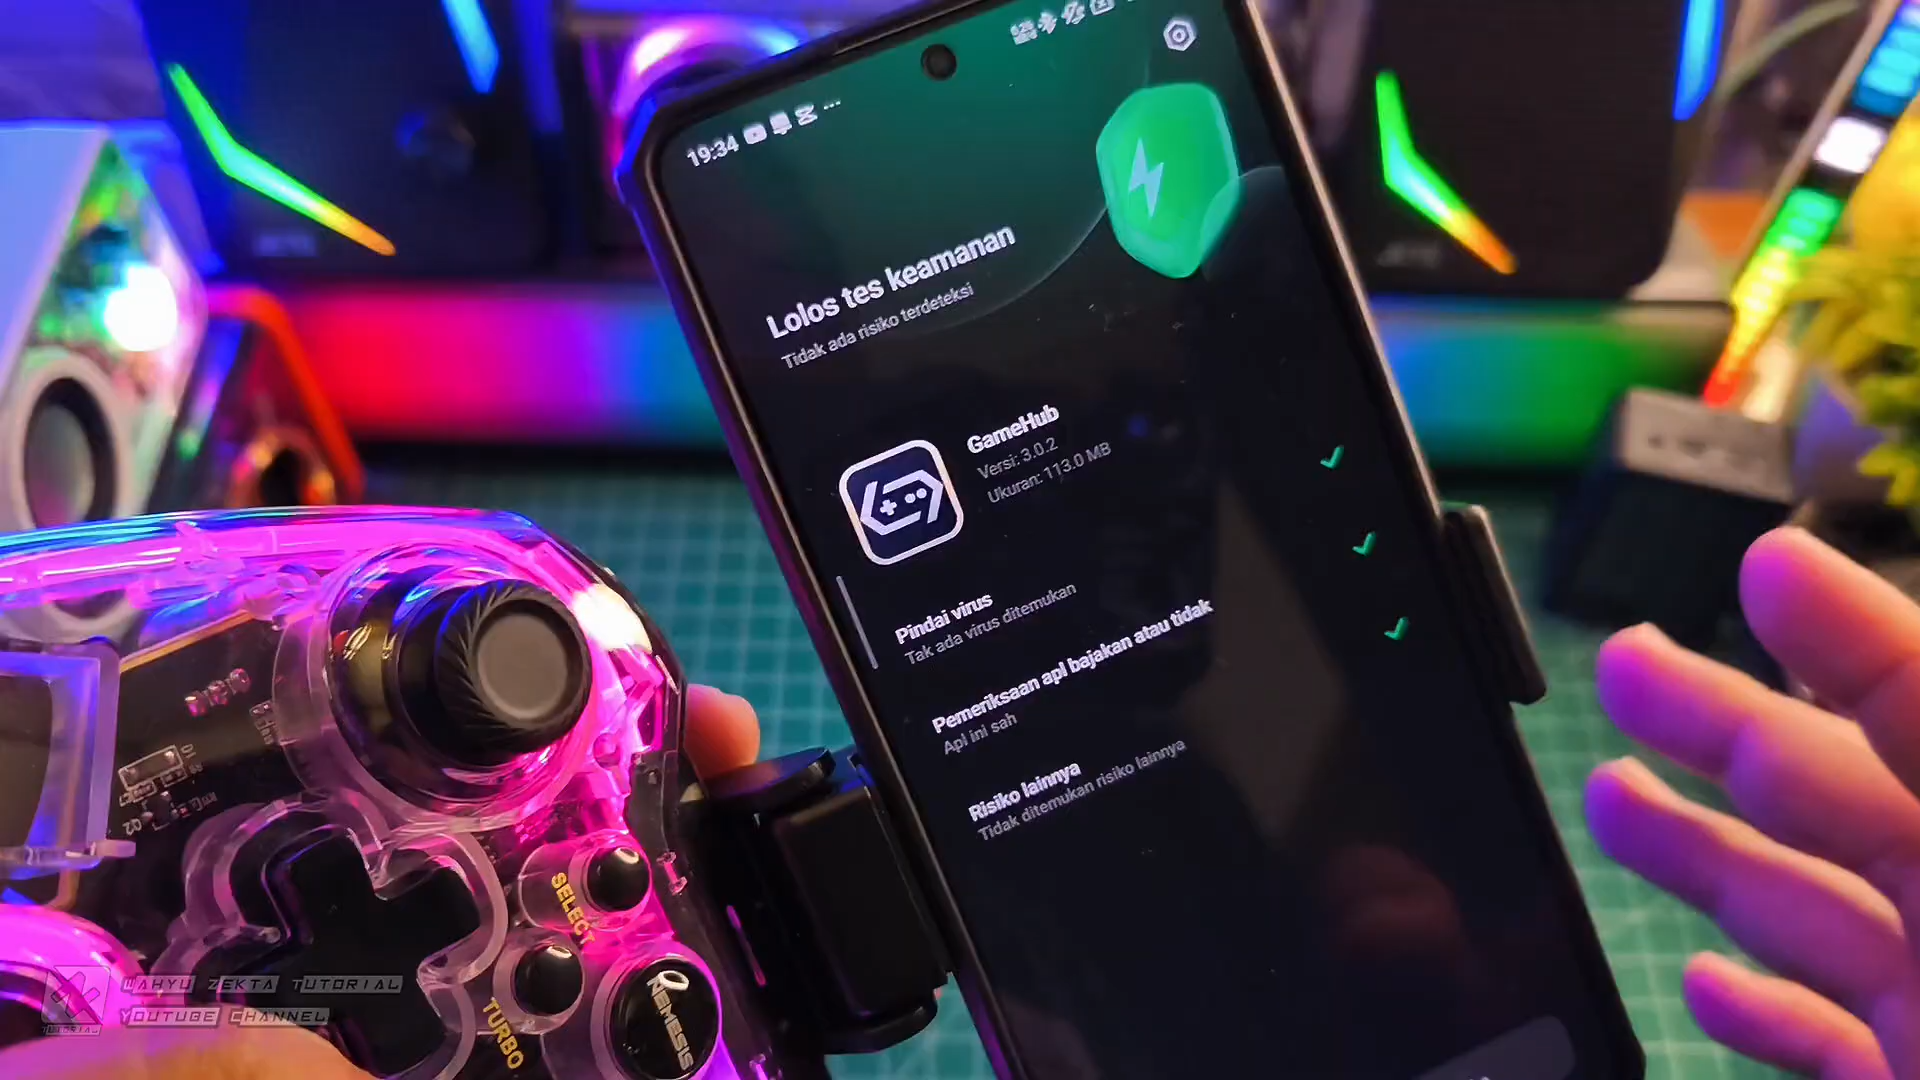 19:34
Lolos tes keamanan
Tidak ada risiko terdeteksi
GameHub
Versi: 3.0.2
Ukuran: 113.0 MB
Pindai virus
Tak ada virus ditemukan
Pemeriksaan apl bajakan atau tidak
Apl ini sah
Risiko lainnya
Tidak ditemukan risiko lainnya
SELECT
TURBO
NEMESIS
Q2
WAHYU ZEKTA TUTORIAL
YOUTUBE CHANNEL
TUTORIAL